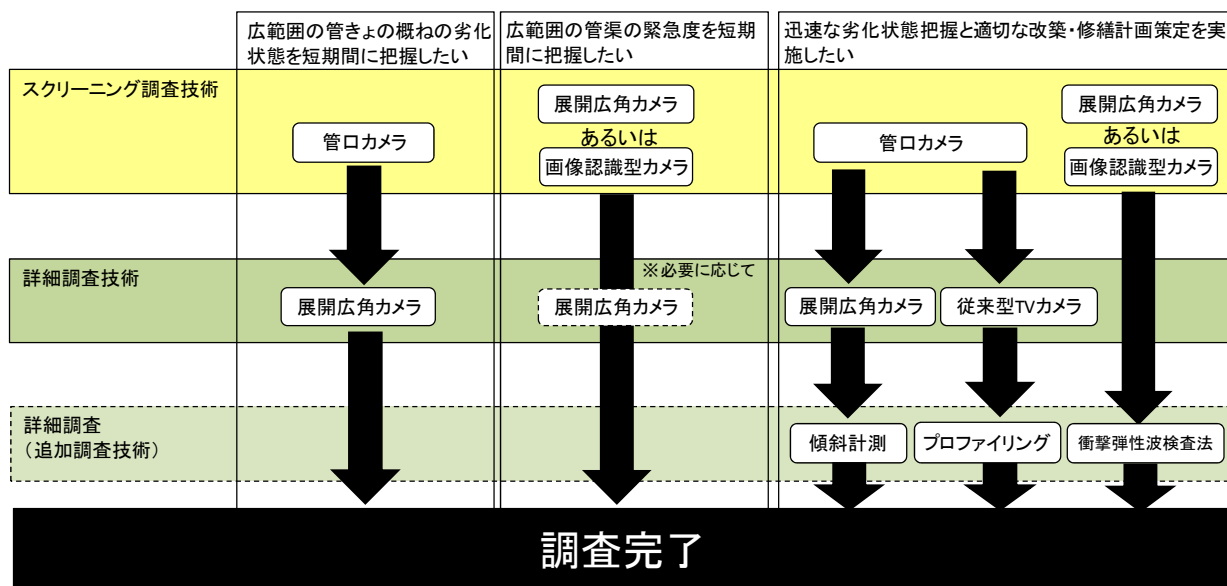 広範囲の管きょの概ねの劣化
状態を短期間に把握したい
広範囲の管渠の緊急度を短期
間に把握したい
迅速な劣化状態把握と適切な改築・修繕計画策定を実
施したい
スクリーニング調査技術
管口カメラ
展開広角カメラ
あるいは
画像認識型カメラ
管口カメラ
展開広角カメラ
あるいは
画像認識型カメラ
詳細調査技術
展開広角カメラ
※必要に応じて
展開広角カメラ
展開広角カメラ
従来型TVカメラ
詳細調査
(追加調査技術)
傾斜計測
プロファイリング
衝撃弾性波検査法
調査完了